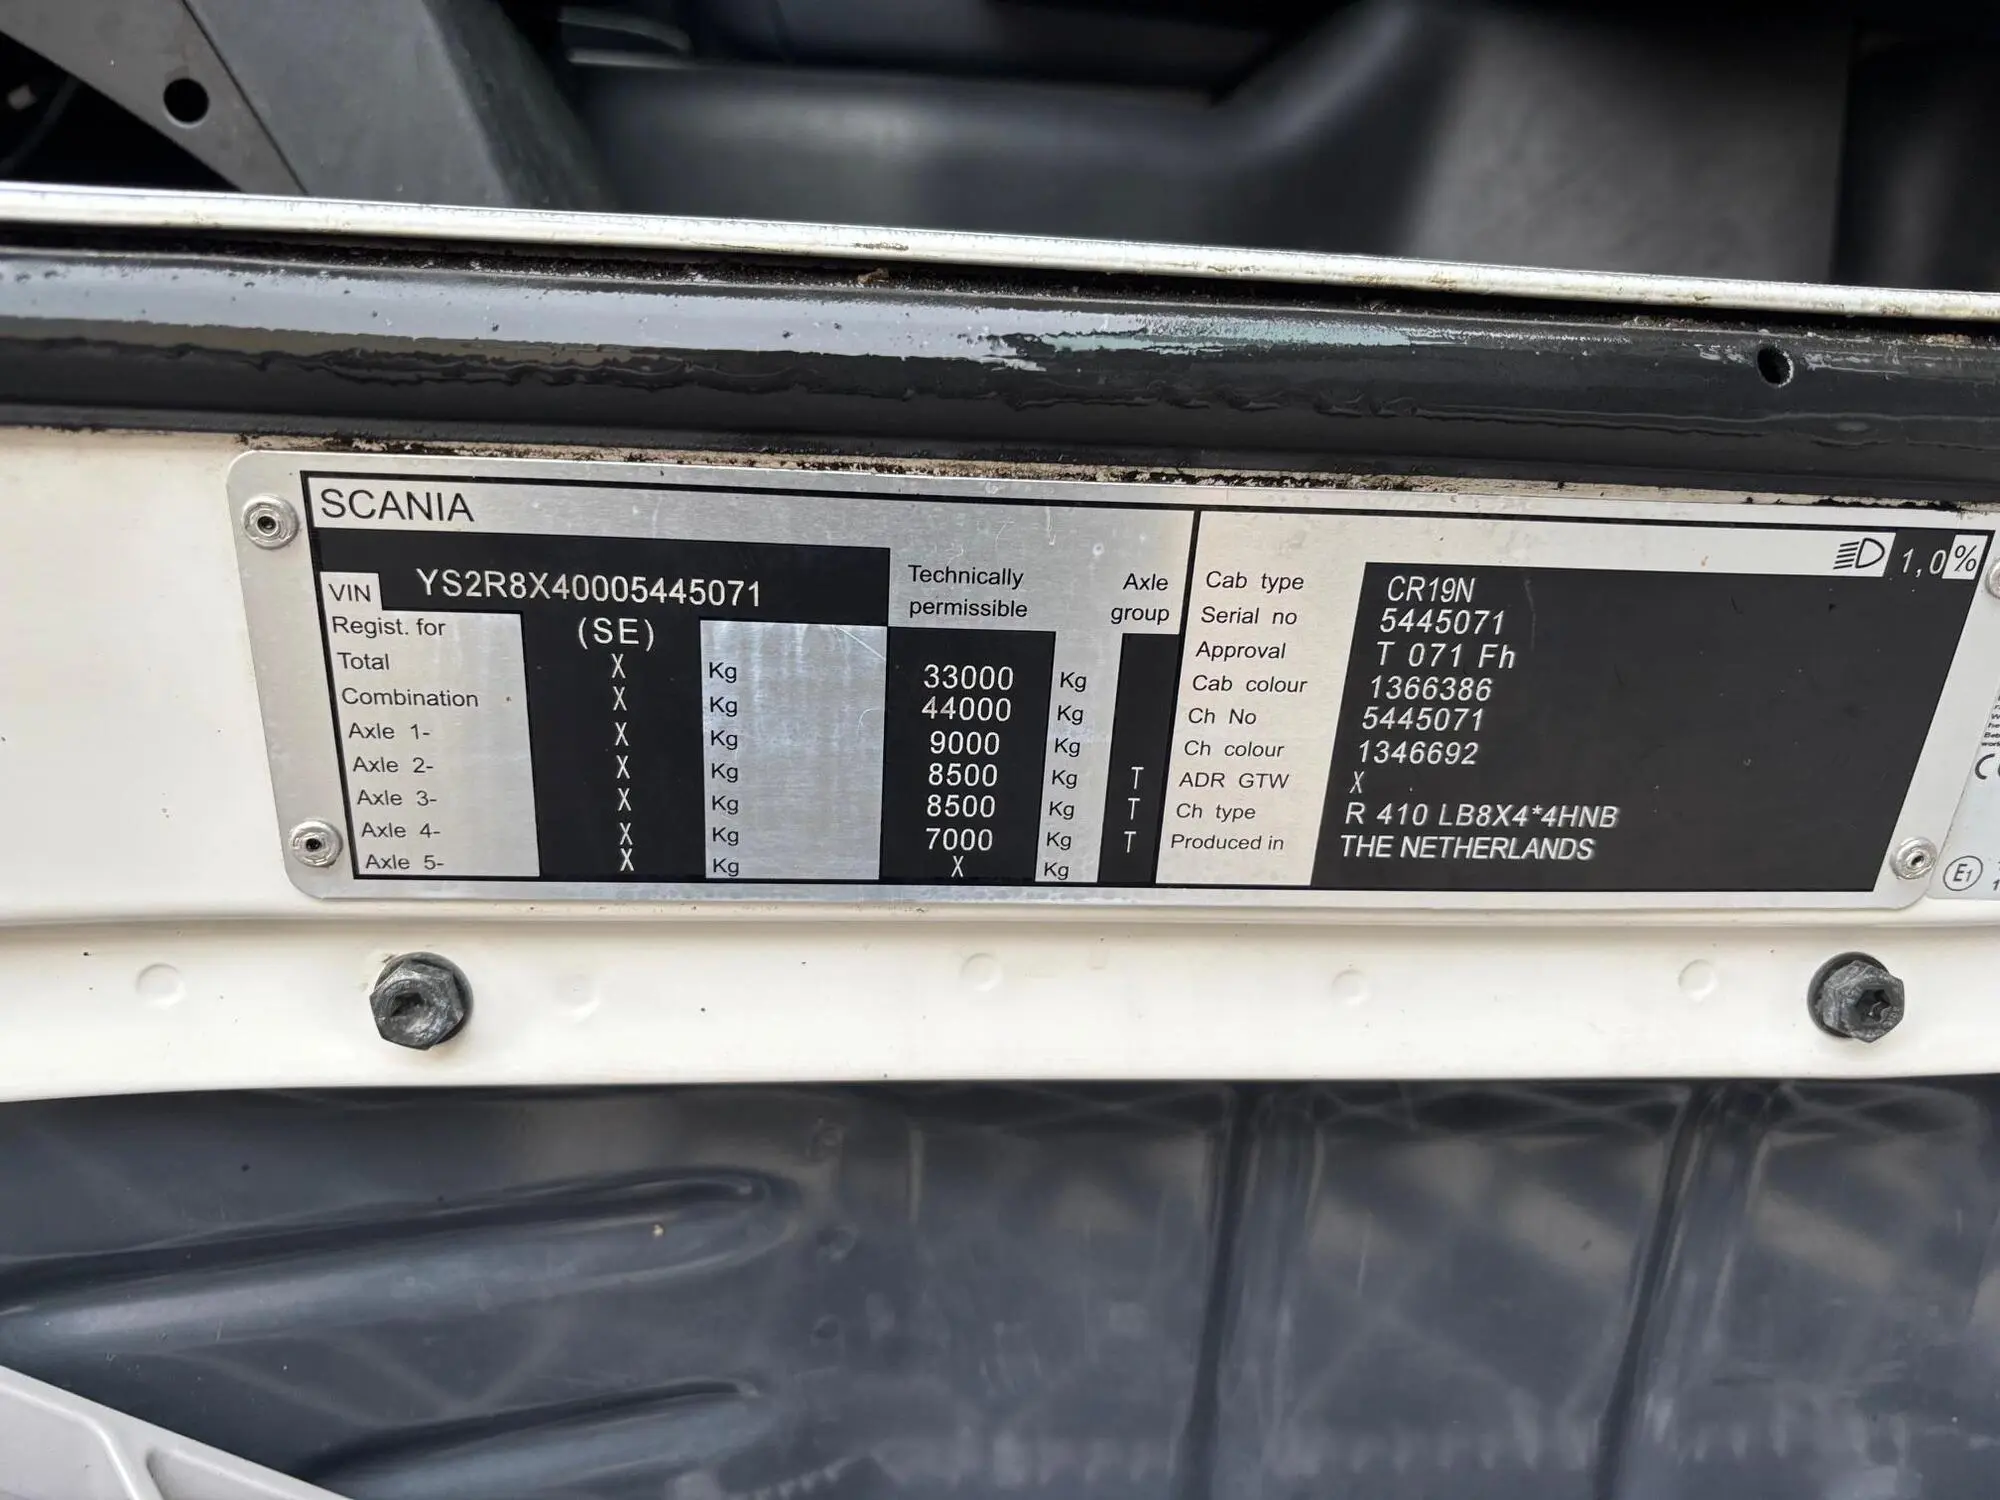 SCANIA
VIN YS2R8X40005445071
Technically permissible Axle group
Regist. for (SE)
Total X Kg 33000 Kg
Combination X Kg 44000 Kg
Axle 1- X Kg 9000 Kg
Axle 2- X Kg 8500 Kg T
Axle 3- X Kg 8500 Kg T
Axle 4- X Kg 7000 Kg T
Axle 5- X Kg X Kg
1,0%
Cab type CR19N
Serial no 5445071
Approval T 071 Fh
Cab colour 1366386
Ch No 5445071
Ch colour 1346692
ADR GTW X
Ch type R 410 LB8X4*4HNB
Produced in THE NETHERLANDS
E1